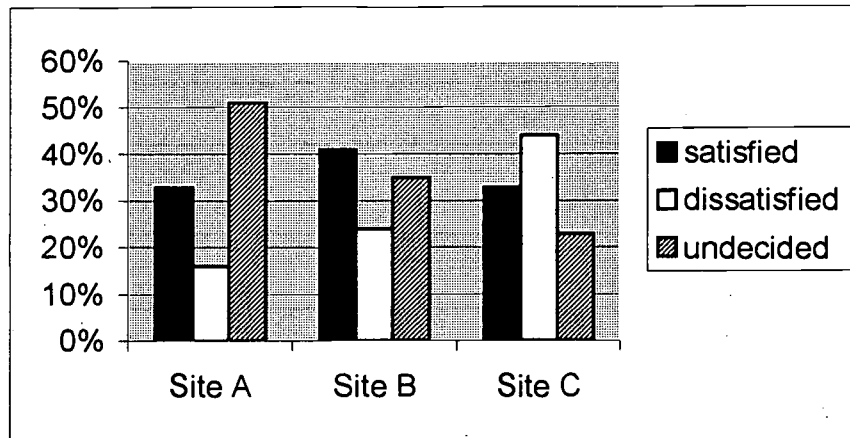 60%
50%
40%
30%
20%
10%
0%
Site A Site B Site C
satisfied
dissatisfied
undecided